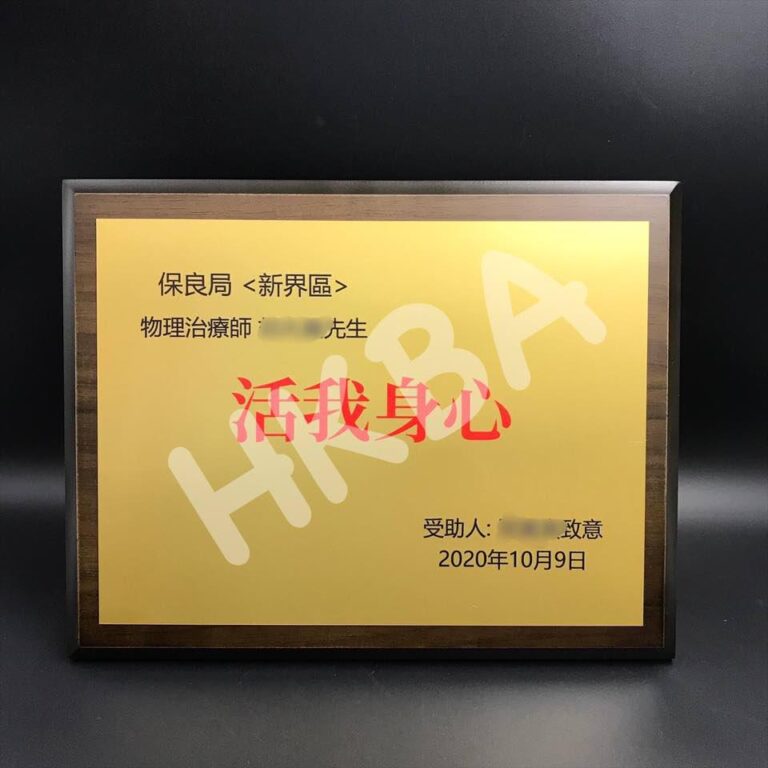 保良局 <新界區>
物理治療師 先生
活我身心
受助人: 致意
2020年10月9日
HKBA